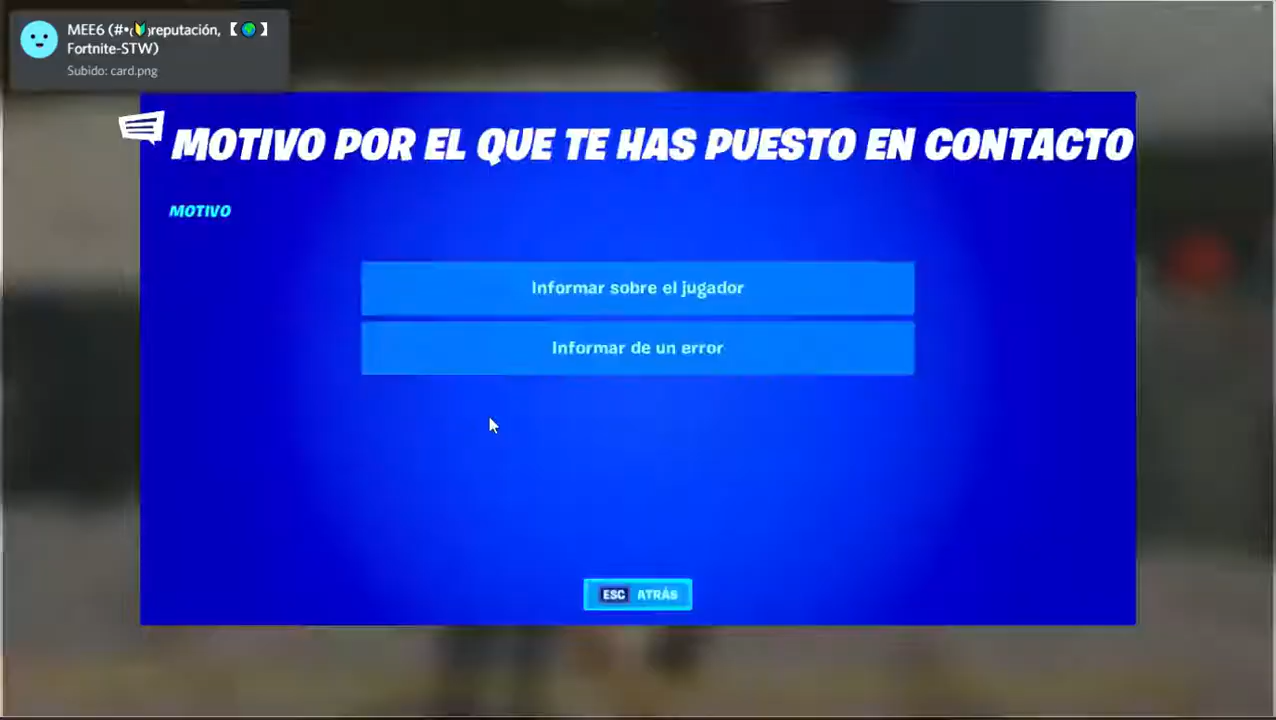 MEE6 (#•🔰reputación, 【🌎】
Fortnite-STW)
Subido: card.png
MOTIVO POR EL QUE TE HAS PUESTO EN CONTACTO
MOTIVO
Informar sobre el jugador
Informar de un error
ESC ATRÁS